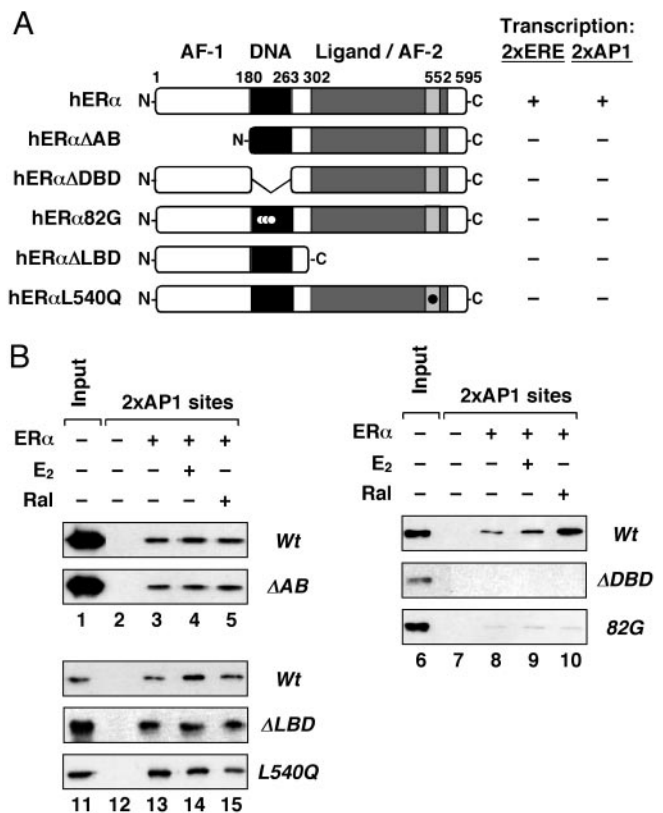 A
Transcription:
AF-1 DNA Ligand / AF-2 2xERE 2xAP1
1 180 263 302 552 595
hERα N- -C + +
hERαΔAB N- -C – –
hERαΔDBD N- -C – –
hERα82G N- -C – –
hERαΔLBD N- -C – –
hERαL540Q N- -C – –
B
Input
2xAP1 sites
ERα – – + + +
E2 – – – + –
Ral – – – – +
Wt
ΔAB
1 2 3 4 5
Wt
ΔLBD
L540Q
11 12 13 14 15
Input
2xAP1 sites
ERα – – + + +
E2 – – – + –
Ral – – – – +
Wt
ΔDBD
82G
6 7 8 9 10